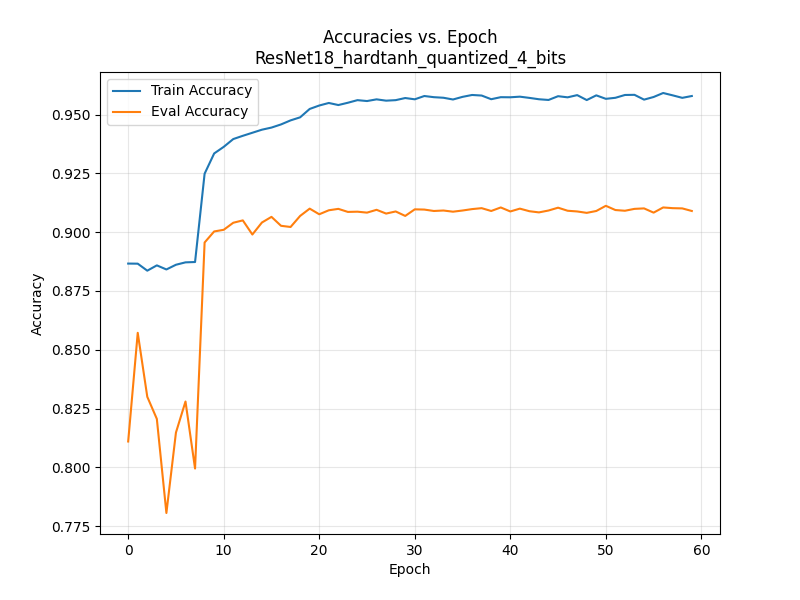 Accuracies vs. Epoch
ResNet18_hardtanh_quantized_4_bits
Train Accuracy
Eval Accuracy
Accuracy
0.950
0.925
0.900
0.875
0.850
0.825
0.800
0.775
0 10 20 30 40 50 60
Epoch